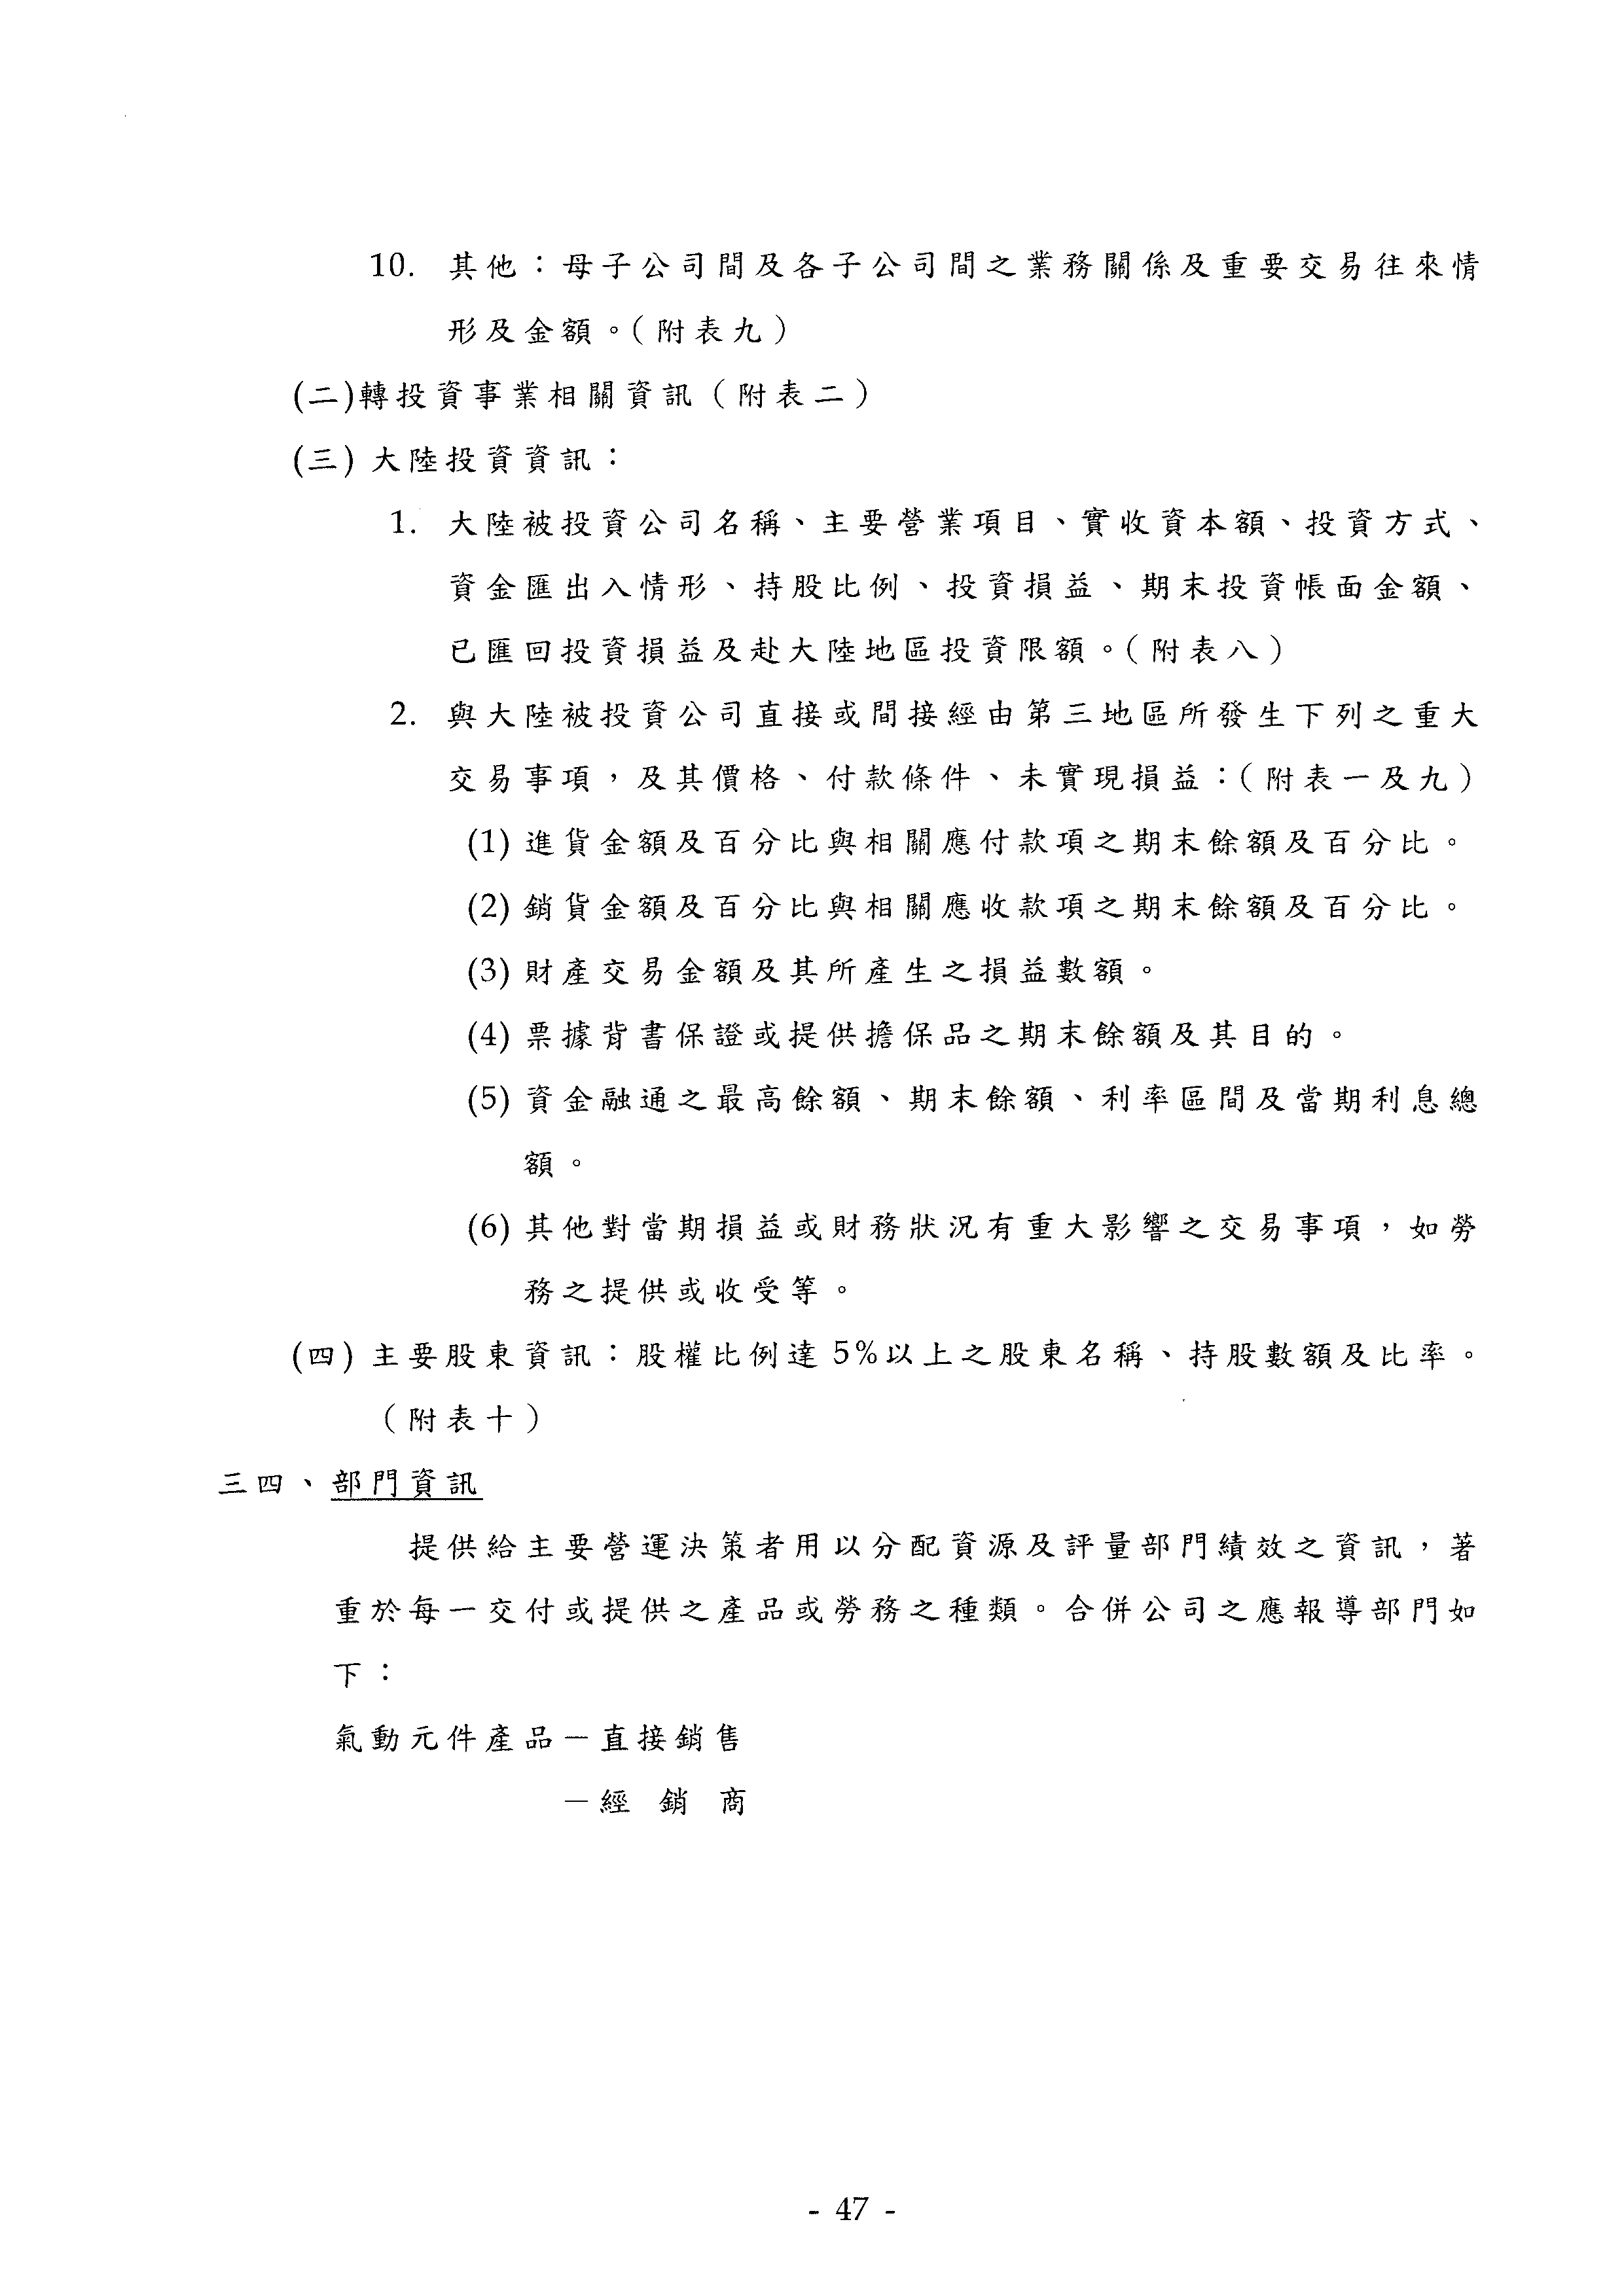 10. 其他：母子公司間及各子公司間之業務關係及重要交易往來情
形及金額。（附表九）
(二)轉投資事業相關資訊（附表二）
(三) 大陸投資資訊：
1. 大陸被投資公司名稱、主要營業項目、實收資本額、投資方式、
資金匯出入情形、持股比例、投資損益、期末投資帳面金額、
已匯回投資損益及赴大陸地區投資限額。（附表八）
2. 與大陸被投資公司直接或間接經由第三地區所發生下列之重大
交易事項，及其價格、付款條件、未實現損益：（附表一及九）
(1) 進貨金額及百分比與相關應付款項之期末餘額及百分比。
(2) 銷貨金額及百分比與相關應收款項之期末餘額及百分比。
(3) 財產交易金額及其所產生之損益數額。
(4) 票據背書保證或提供擔保品之期末餘額及其目的。
(5) 資金融通之最高餘額、期末餘額、利率區間及當期利息總
額。
(6) 其他對當期損益或財務狀況有重大影響之交易事項，如勞
務之提供或收受等。
(四) 主要股東資訊：股權比例達 5%以上之股東名稱、持股數額及比率。
（附表十）
三四、部門資訊
提供給主要營運決策者用以分配資源及評量部門績效之資訊，著
重於每一交付或提供之產品或勞務之種類。合併公司之應報導部門如
下：
氣動元件產品－直接銷售
－經 銷 商
- 47 -